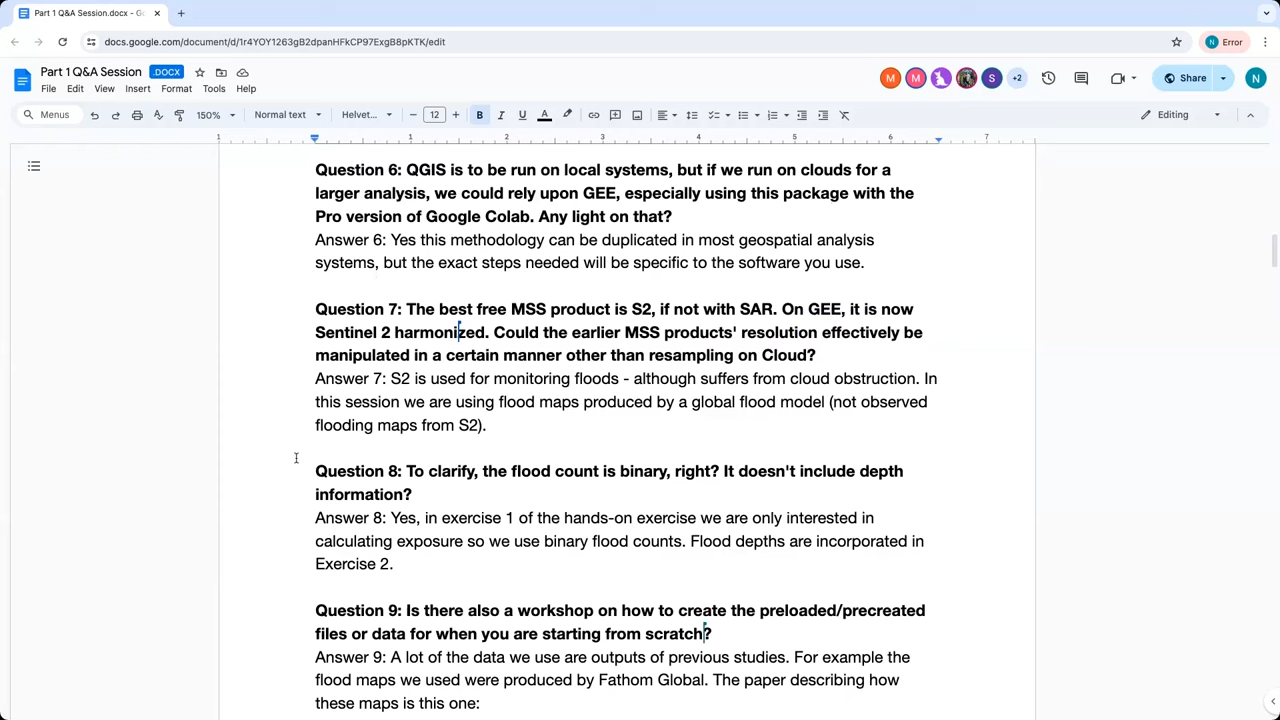 Part 1 Q&A Session.docx - Go
docs.google.com/document/d/1r4YOY1263gB2dpanHFkCP97ExgB8pKTK/edit
N Error
Part 1 Q&A Session .DOCX
M M S +2 Share N
File Edit View Insert Format Tools Help
Menus 150% Normal text Helvet... − 12 + B I U A Editing
1 1 2 3 4 5 6 7
Question 6: QGIS is to be run on local systems, but if we run on clouds for a
larger analysis, we could rely upon GEE, especially using this package with the
Pro version of Google Colab. Any light on that?
Answer 6: Yes this methodology can be duplicated in most geospatial analysis
systems, but the exact steps needed will be specific to the software you use.
Question 7: The best free MSS product is S2, if not with SAR. On GEE, it is now
Sentinel 2 harmonized. Could the earlier MSS products' resolution effectively be
manipulated in a certain manner other than resampling on Cloud?
Answer 7: S2 is used for monitoring floods - although suffers from cloud obstruction. In
this session we are using flood maps produced by a global flood model (not observed
flooding maps from S2).
Question 8: To clarify, the flood count is binary, right? It doesn't include depth
information?
Answer 8: Yes, in exercise 1 of the hands-on exercise we are only interested in
calculating exposure so we use binary flood counts. Flood depths are incorporated in
Exercise 2.
Question 9: Is there also a workshop on how to create the preloaded/precreated
files or data for when you are starting from scratch?
Answer 9: A lot of the data we use are outputs of previous studies. For example the
flood maps we used were produced by Fathom Global. The paper describing how
these maps is this one: